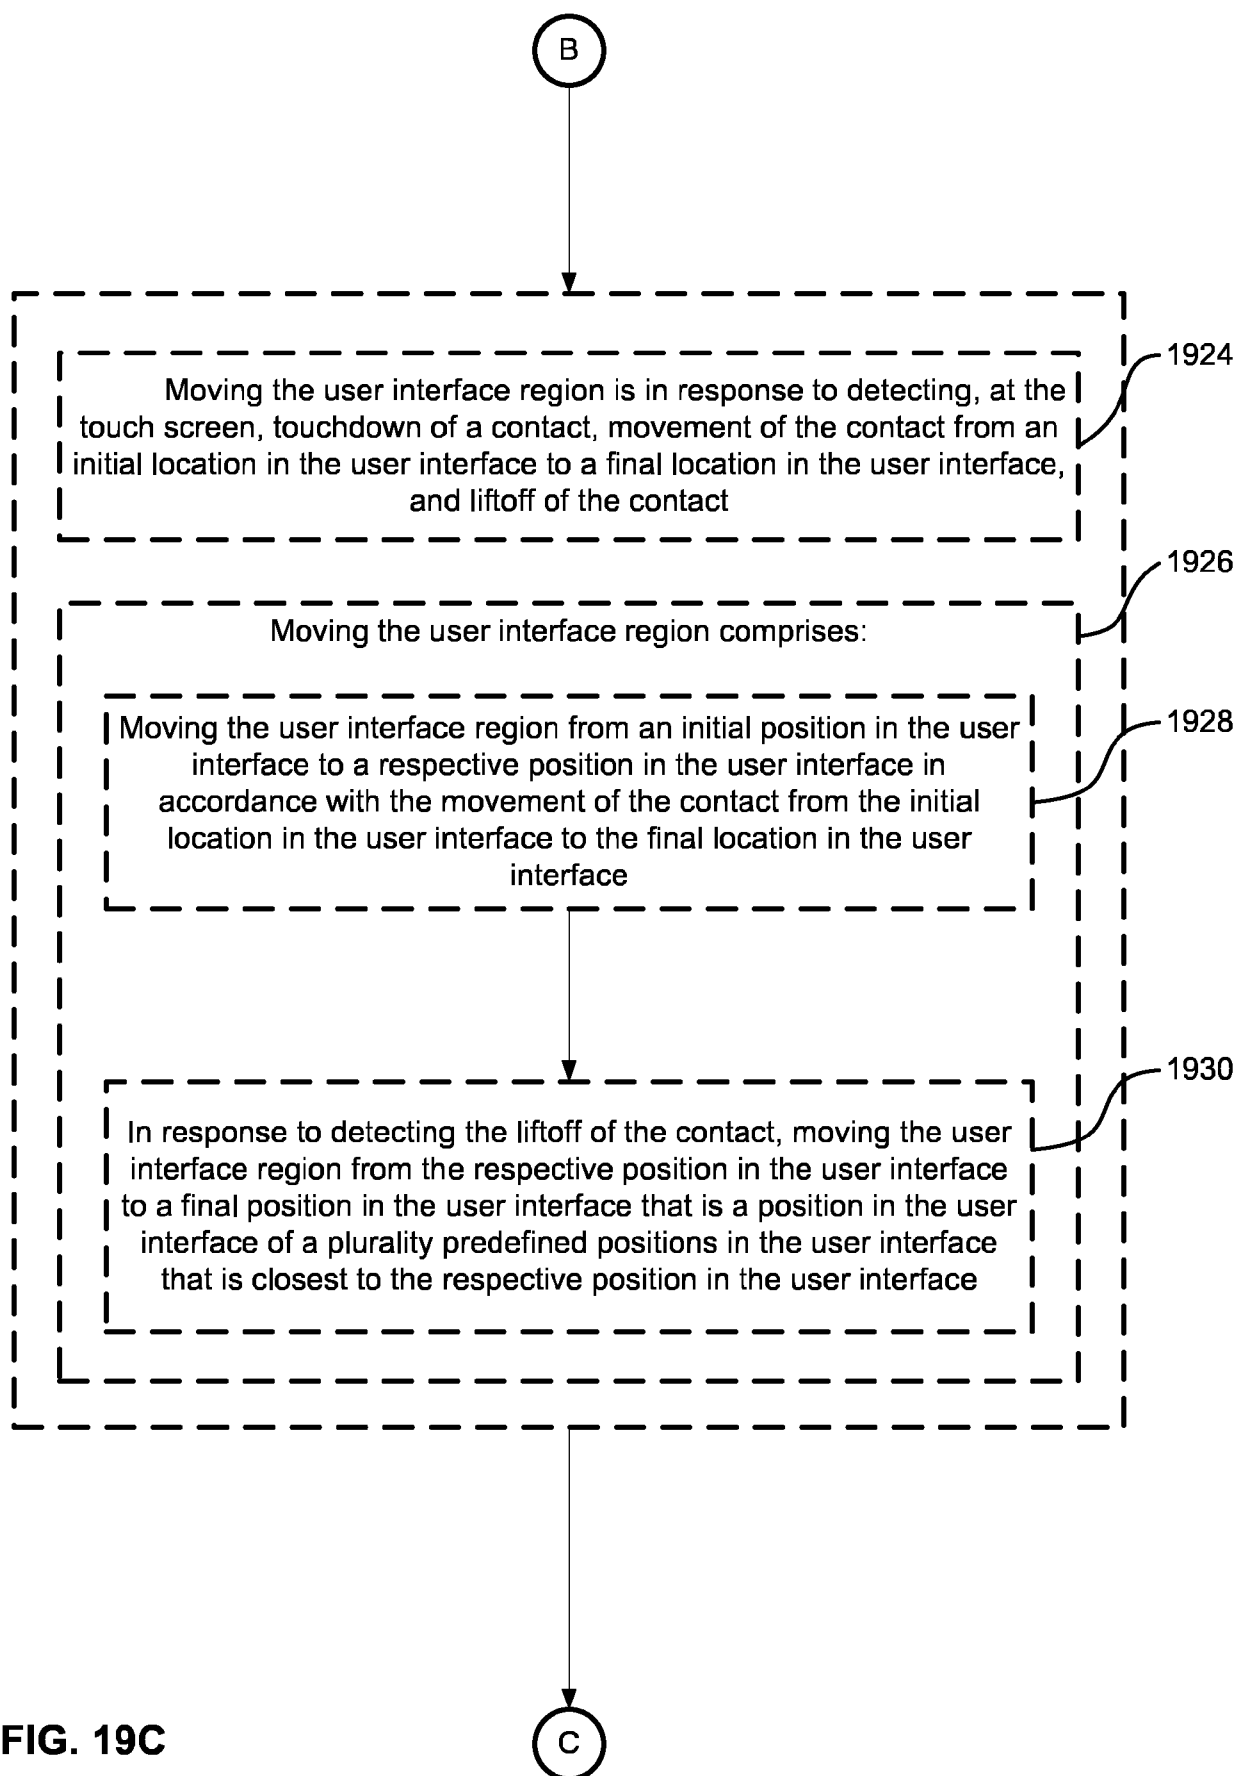 B
1924
Moving the user interface region is in response to detecting, at the
touch screen, touchdown of a contact, movement of the contact from an
initial location in the user interface to a final location in the user interface,
and liftoff of the contact
1926
Moving the user interface region comprises:
1928
Moving the user interface region from an initial position in the user
interface to a respective position in the user interface in
accordance with the movement of the contact from the initial
location in the user interface to the final location in the user
interface
1930
In response to detecting the liftoff of the contact, moving the user
interface region from the respective position in the user interface
to a final position in the user interface that is a position in the user
interface of a plurality predefined positions in the user interface
that is closest to the respective position in the user interface
FIG. 19C
C